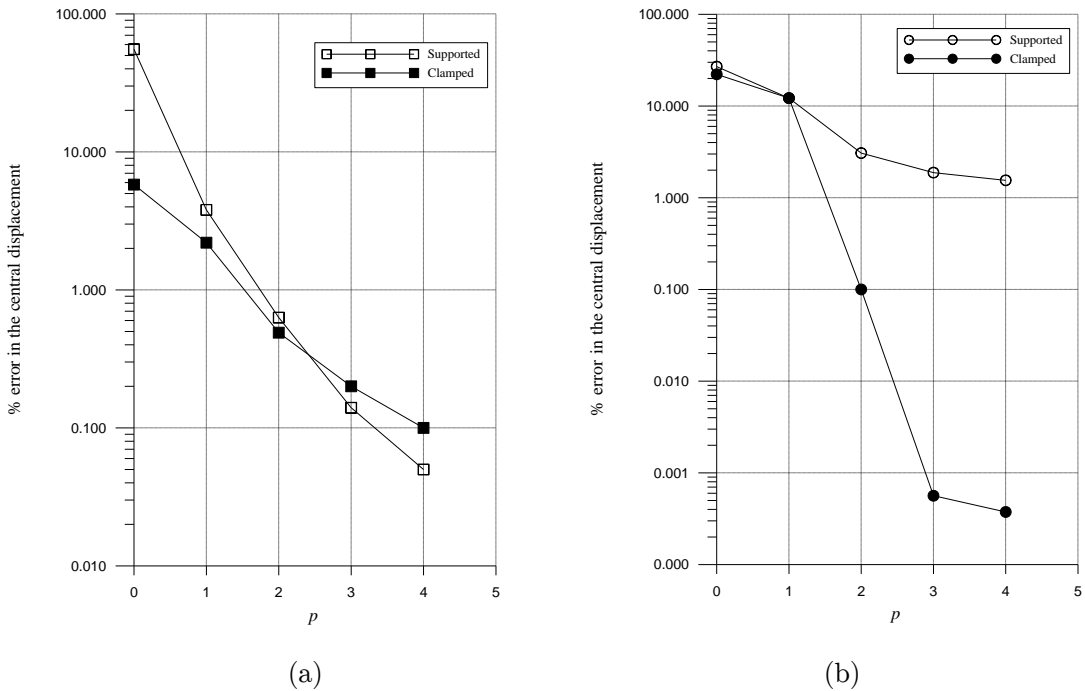 100.000
10.000
1.000
0.100
0.010
0 1 2 3 4 5
p
% error in the central displacement
Supported
Clamped
(a)
100.000
10.000
1.000
0.100
0.010
0.001
0.000
0 1 2 3 4 5
p
% error in the central displacement
Supported
Clamped
(b)